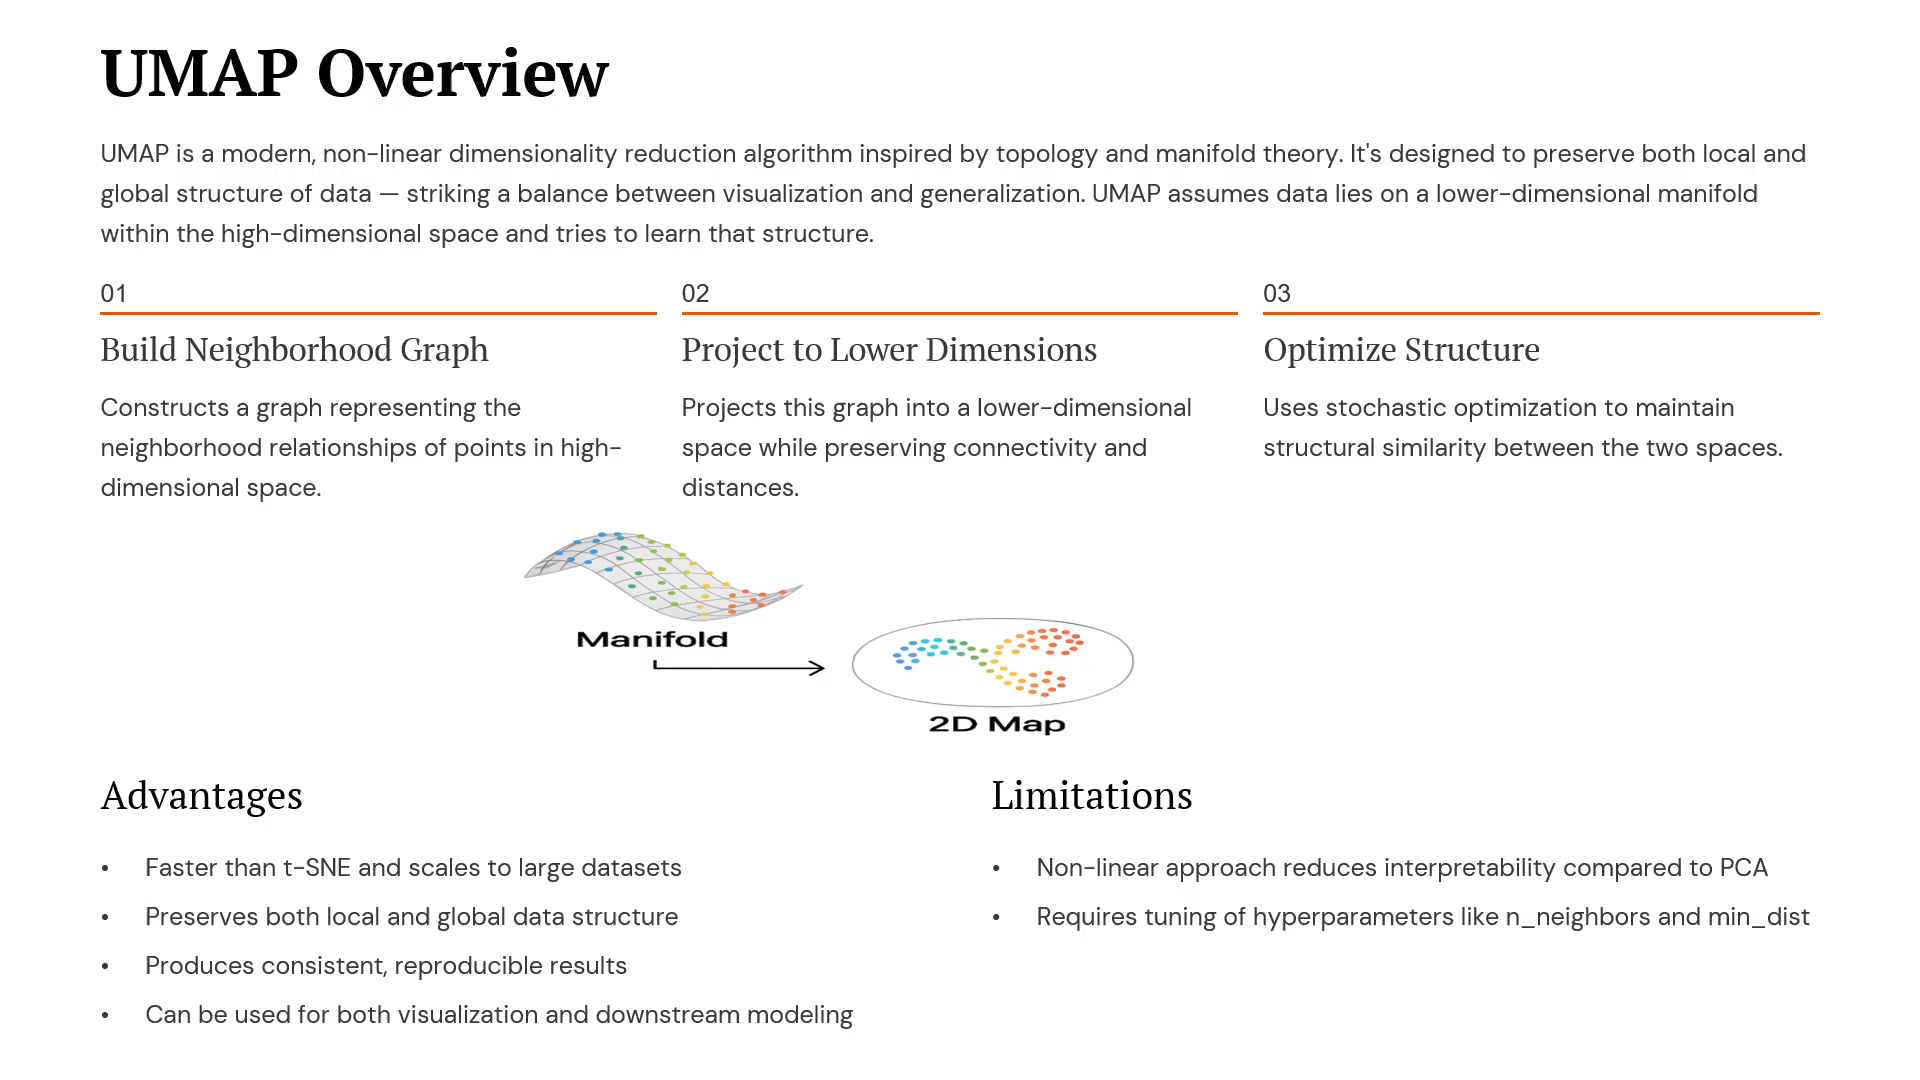 UMAP Overview
UMAP is a modern, non-linear dimensionality reduction algorithm inspired by topology and manifold theory. It's designed to preserve both local and
global structure of data — striking a balance between visualization and generalization. UMAP assumes data lies on a lower-dimensional manifold
within the high-dimensional space and tries to learn that structure.
01
Build Neighborhood Graph
Constructs a graph representing the
neighborhood relationships of points in high-
dimensional space.
02
Project to Lower Dimensions
Projects this graph into a lower-dimensional
space while preserving connectivity and
distances.
03
Optimize Structure
Uses stochastic optimization to maintain
structural similarity between the two spaces.
Manifold
2D Map
Advantages
• Faster than t-SNE and scales to large datasets
• Preserves both local and global data structure
• Produces consistent, reproducible results
• Can be used for both visualization and downstream modeling
Limitations
• Non-linear approach reduces interpretability compared to PCA
• Requires tuning of hyperparameters like n_neighbors and min_dist